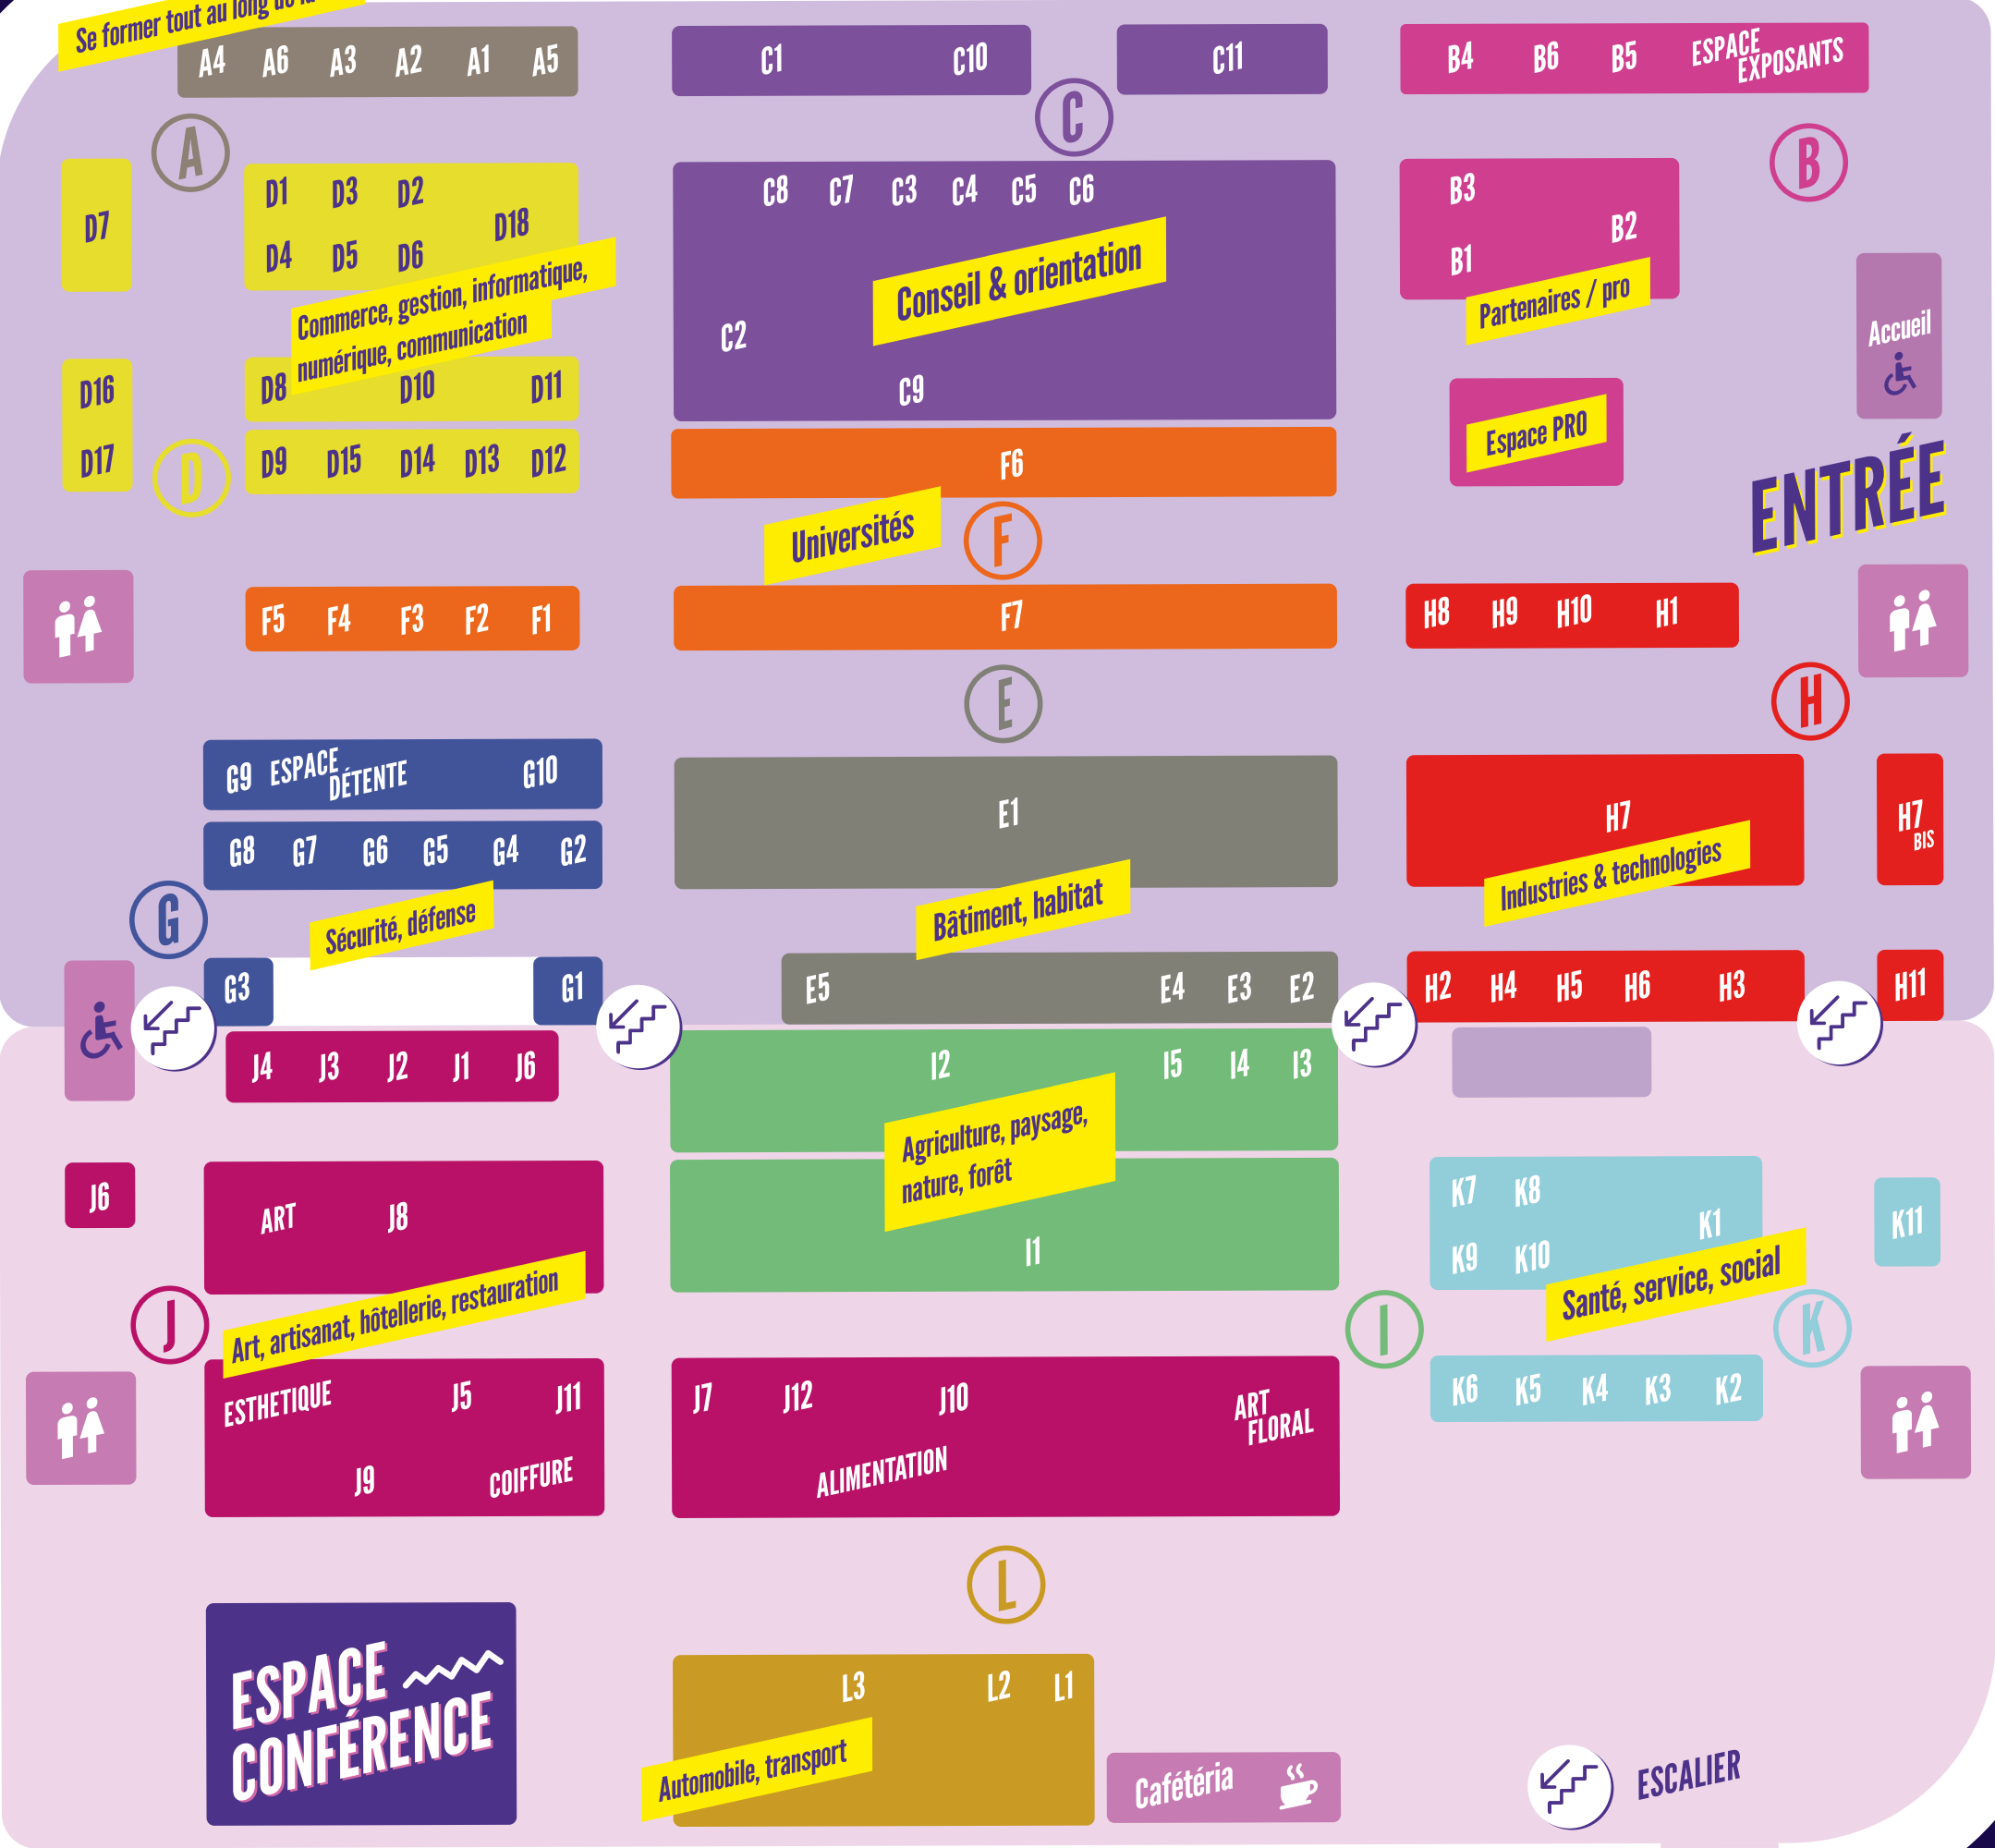 Se former tout au long de la
A4 A6 A3 A2 A1 A5
C1 C10
C11
B4 B6 B5 ESPACE
EXPOSANTS
A
C
B
D7
D1 D3 D2
D18
D4 D5 D6
Commerce, gestion, informatique,
numérique, communication
C8 C7 C3 C4 C5 C6
Conseil & orientation
C2
C9
B3
B2
B1
Partenaires / pro
Accueil
D16
D17
D8 D10 D11
D
D9 D15 D14 D13 D12
F6
Espace PRO
ENTRÉE
Universités
F
F5 F4 F3 F2 F1
F7
H8 H9 H10 H1
E
H
G9 ESPACE
DÉTENTE
G10
G8 G7 G6 G5 G4 G2
E1
H7
H7
BIS
Industries & technologies
G
Sécurité, défense
Bâtiment, habitat
G3 G1
E5 E4 E3 E2
H2 H4 H5 H6 H3
H11
J4 J3 J2 J1 J6
I2 I5 I4 I3
Agriculture, paysage,
nature, forêt
J6
ART J8
I1
K7 K8
K1
K9 K10
K11
Santé, service, social
J
Art, artisanat, hôtellerie, restauration
I
K
ESTHETIQUE J5 J11
J9 COIFFURE
J7 J12 J10 ART
FLORAL
ALIMENTATION
K6 K5 K4 K3 K2
L
ESPACE
CONFÉRENCE
L3 L2 L1
Automobile, transport
Cafétéria
ESCALIER